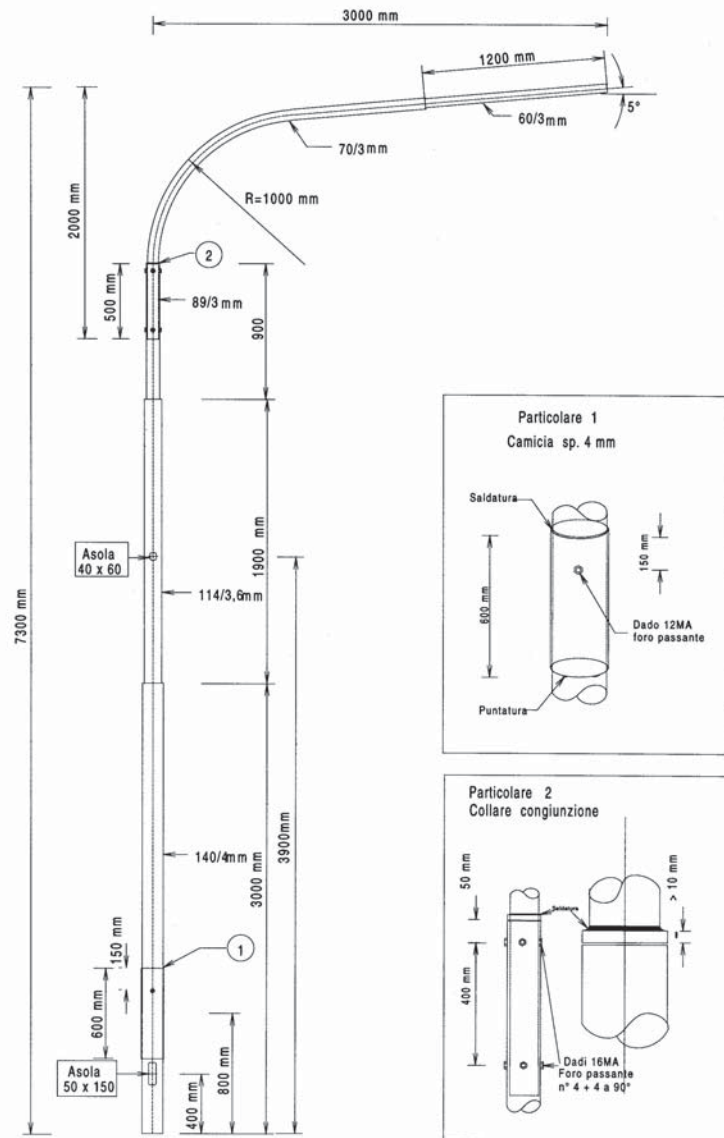 3000 mm
1200 mm
5°
60/3mm
70/3mm
R=1000 mm
2000 mm
2
500 mm
89/3 mm
900
7300 mm
Asola
40 x 60
1900 mm
114/3,6mm
3900mm
140/4mm
3000 mm
150 mm
1
600 mm
800 mm
Asola
50 x 150
400 mm
Particolare 1
Camicia sp. 4 mm
Saldatura
150 mm
600 mm
Dado 12MA
foro passante
Puntatura
Particolare 2
Collare congiunzione
50 mm
> 10 mm
Saldatura
400 mm
Dadi 16MA
Foro passante
n° 4 + 4 a 90°